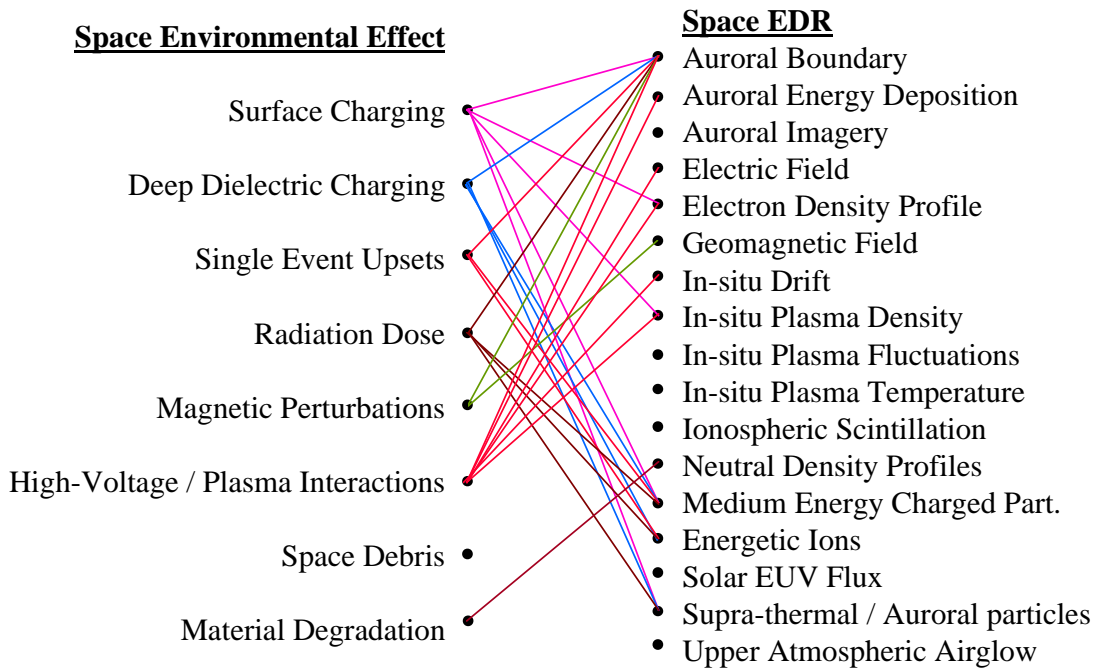 Space Environmental Effect
Surface Charging
Deep Dielectric Charging
Single Event Upsets
Radiation Dose
Magnetic Perturbations
High-Voltage / Plasma Interactions
Space Debris
Material Degradation
Space EDR
Auroral Boundary
Auroral Energy Deposition
Auroral Imagery
Electric Field
Electron Density Profile
Geomagnetic Field
In-situ Drift
In-situ Plasma Density
In-situ Plasma Fluctuations
In-situ Plasma Temperature
Ionospheric Scintillation
Neutral Density Profiles
Medium Energy Charged Part.
Energetic Ions
Solar EUV Flux
Supra-thermal / Auroral particles
Upper Atmospheric Airglow